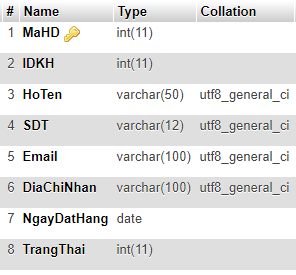 # Name Type Collation
1 MaHD int(11)
2 IDKH int(11)
3 HoTen varchar(50) utf8_general_ci
4 SDT varchar(12) utf8_general_ci
5 Email varchar(100) utf8_general_ci
6 DiaChiNhan varchar(100) utf8_general_ci
7 NgayDatHang date
8 TrangThai int(11)